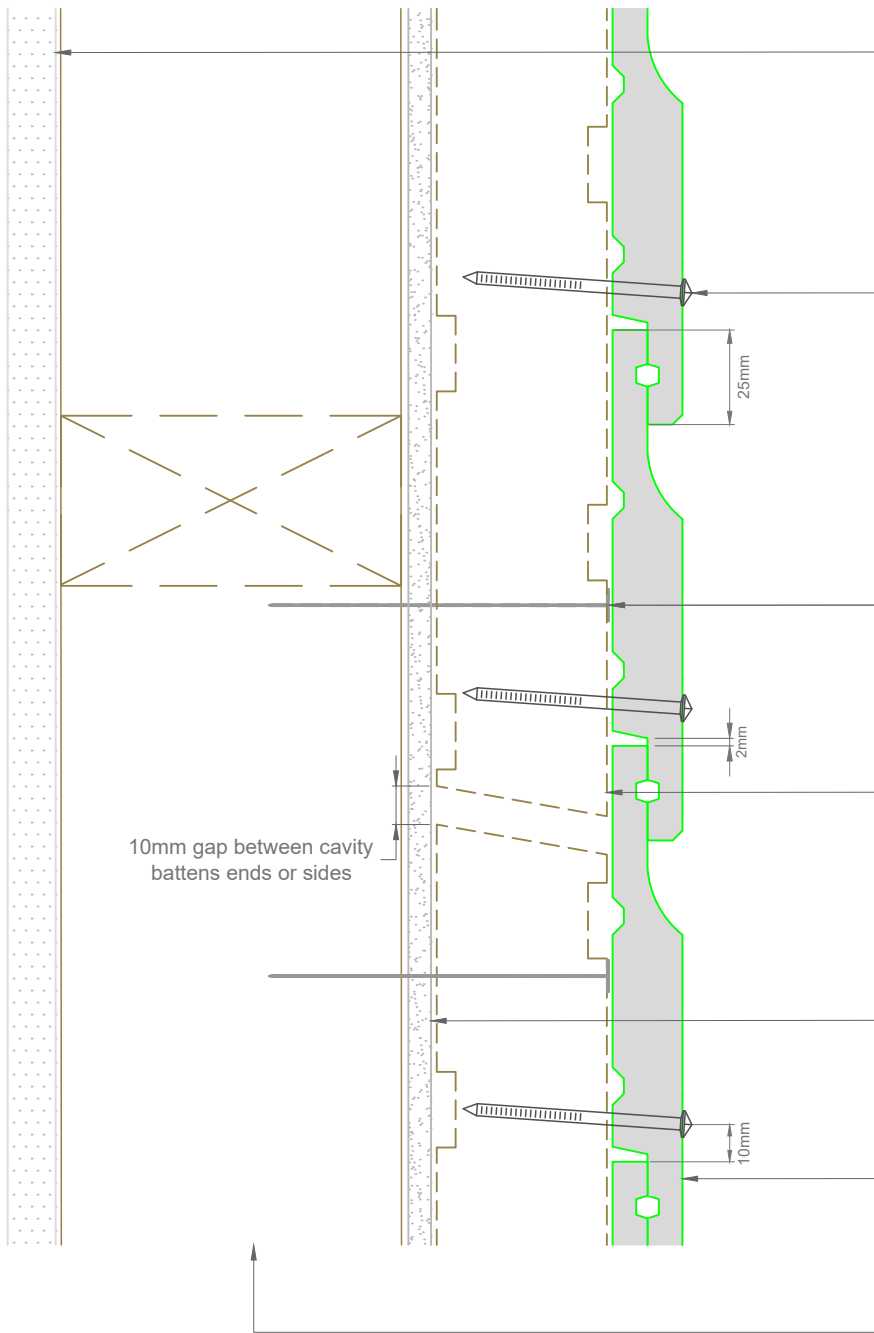 25mm
2mm
10mm gap between cavity
battens ends or sides
10mm